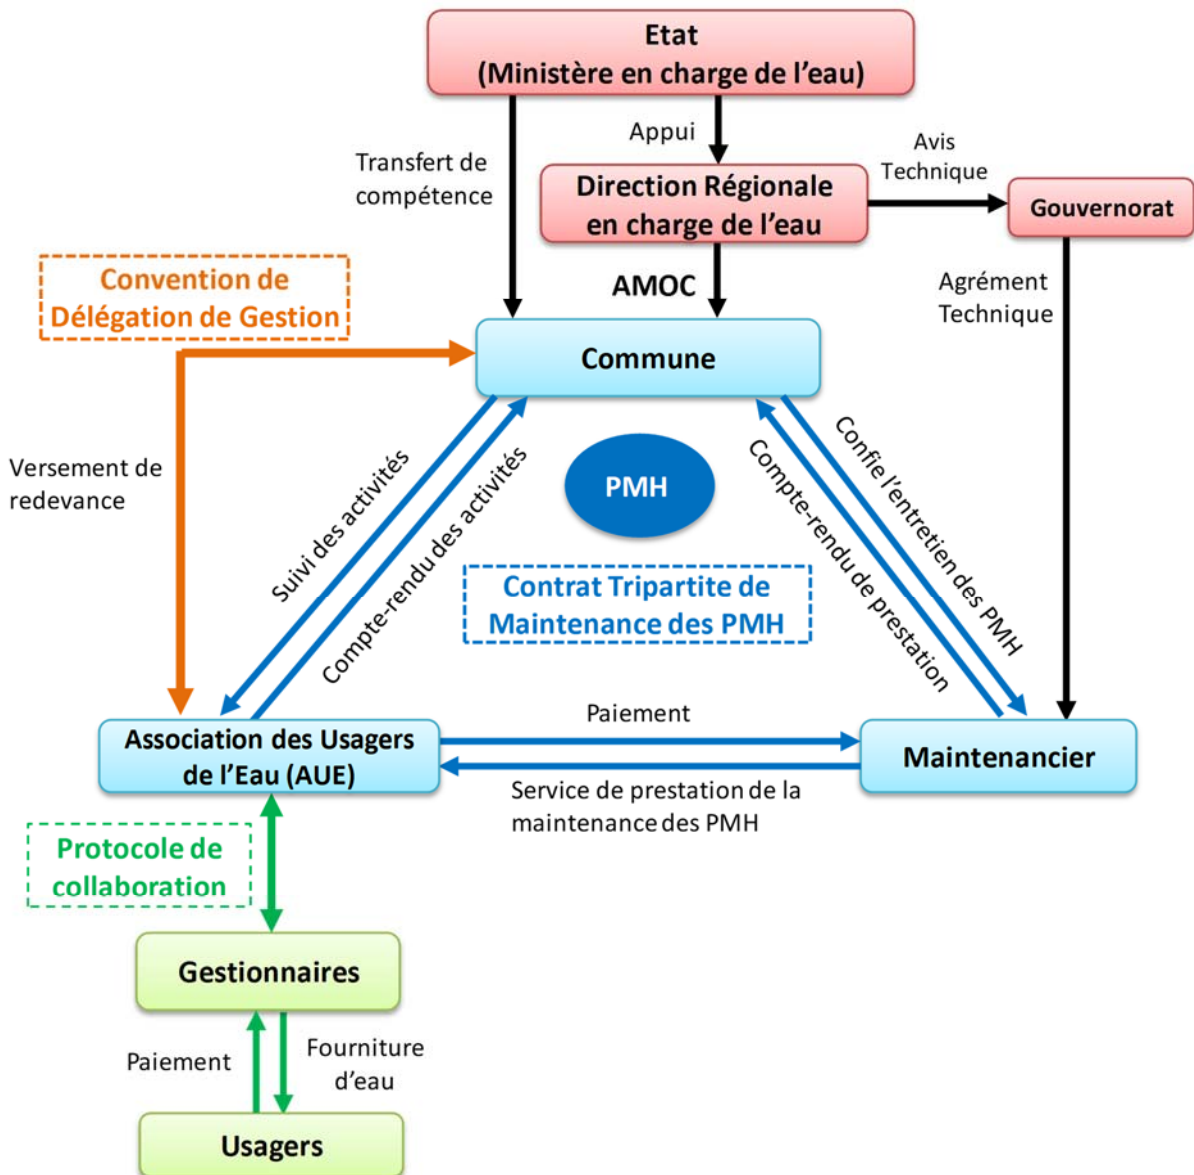 Etat
(Ministère en charge de l'eau)
Appui
Avis
Technique
Transfert de
compétence
Direction Régionale
en charge de l'eau
Gouvernorat
Convention de
Délégation de Gestion
AMOC
Agrément
Technique
Commune
Versement de
redevance
Suivi des activités
Compte-rendu des activités
PMH
Confie l'entretien des PMH
Compte-rendu de prestation
Contrat Tripartite de
Maintenance des PMH
Association des Usagers
de l'Eau (AUE)
Paiement
Maintenancier
Service de prestation de la
maintenance des PMH
Protocole de
collaboration
Gestionnaires
Paiement
Fourniture
d'eau
Usagers